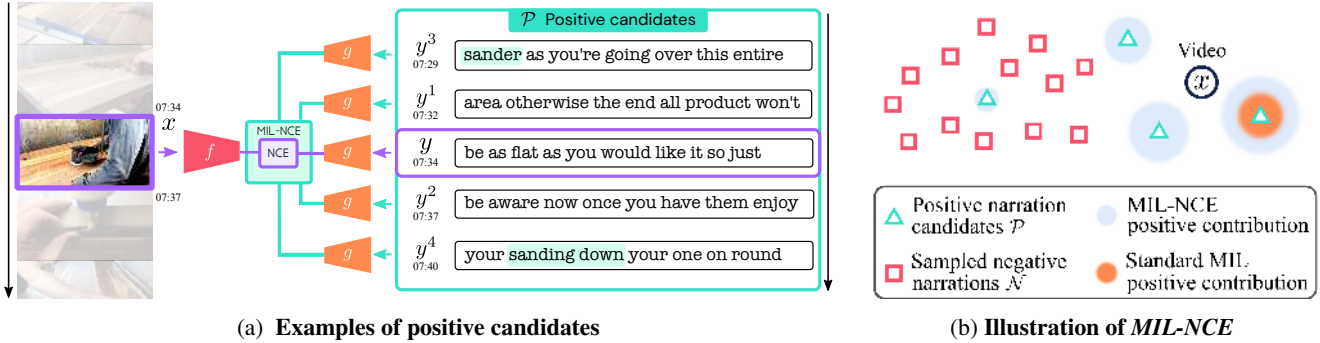 𝒫 Positive candidates
y³
07:29
g
sander as you're going over this entire
07:34
x
y¹
07:32
g
area otherwise the end all product won't
MIL-NCE
NCE
f
g
y
07:34
be as flat as you would like it so just
07:37
g
y²
07:37
be aware now once you have them enjoy
g
y⁴
07:40
your sanding down your one on round
(a) Examples of positive candidates
Video
x
Positive narration
candidates 𝒫
MIL-NCE
positive contribution
Sampled negative
narrations 𝒩
Standard MIL
positive contribution
(b) Illustration of MIL-NCE